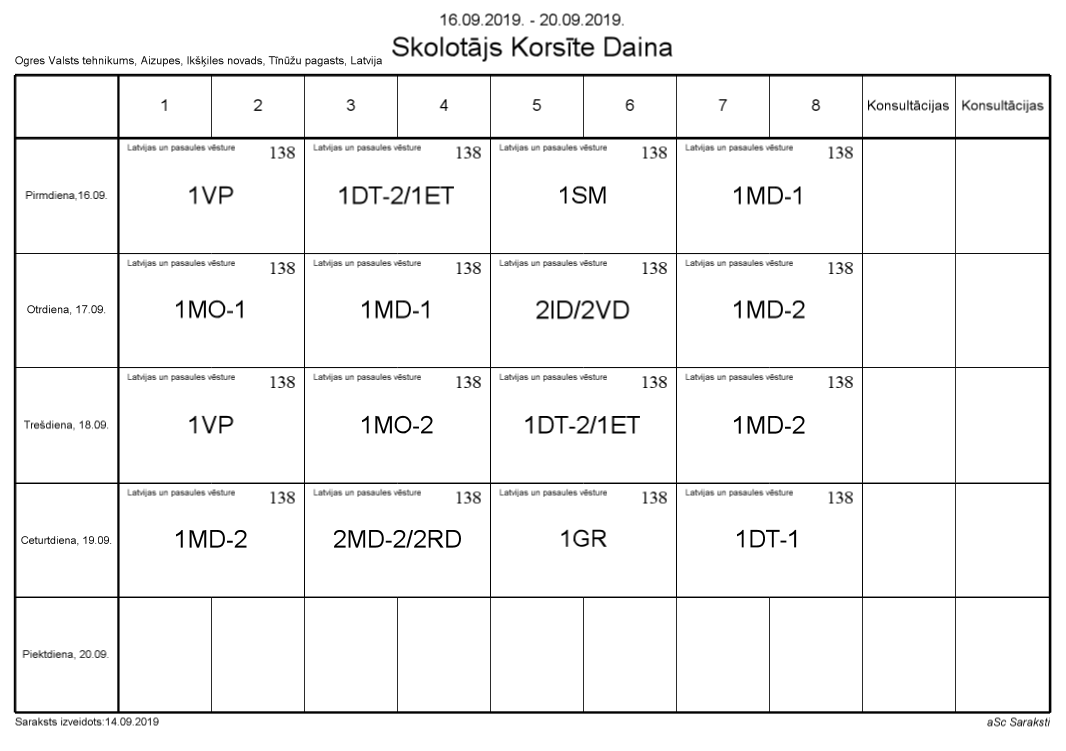 16.09.2019. - 20.09.2019.
Skolotājs Korsīte Daina
Ogres Valsts tehnikums, Aizupes, Ikšķiles novads, Tīnūžu pagasts, Latvija
1 2 3 4 5 6 7 8 Konsultācijas Konsultācijas
Latvijas un pasaules vēsture 138 Latvijas un pasaules vēsture 138 Latvijas un pasaules vēsture 138 Latvijas un pasaules vēsture 138
Pirmdiena,16.09. 1VP 1DT-2/1ET 1SM 1MD-1
Latvijas un pasaules vēsture 138 Latvijas un pasaules vēsture 138 Latvijas un pasaules vēsture 138 Latvijas un pasaules vēsture 138
Otrdiena, 17.09. 1MO-1 1MD-1 2ID/2VD 1MD-2
Latvijas un pasaules vēsture 138 Latvijas un pasaules vēsture 138 Latvijas un pasaules vēsture 138 Latvijas un pasaules vēsture 138
Trešdiena, 18.09. 1VP 1MO-2 1DT-2/1ET 1MD-2
Latvijas un pasaules vēsture 138 Latvijas un pasaules vēsture 138 Latvijas un pasaules vēsture 138 Latvijas un pasaules vēsture 138
Ceturtdiena, 19.09. 1MD-2 2MD-2/2RD 1GR 1DT-1
Piektdiena, 20.09.
Saraksts izveidots:14.09.2019 aSc Saraksti